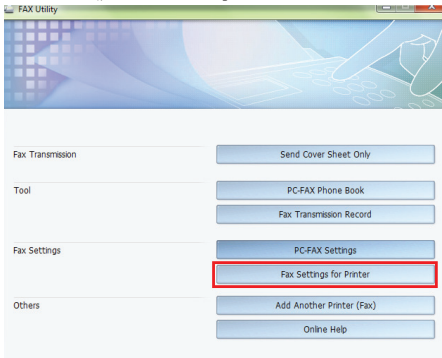 FAX Utility
Fax Transmission
Send Cover Sheet Only
Tool
PC-FAX Phone Book
Fax Transmission Record
Fax Settings
PC-FAX Settings
Fax Settings for Printer
Others
Add Another Printer (Fax)
Online Help